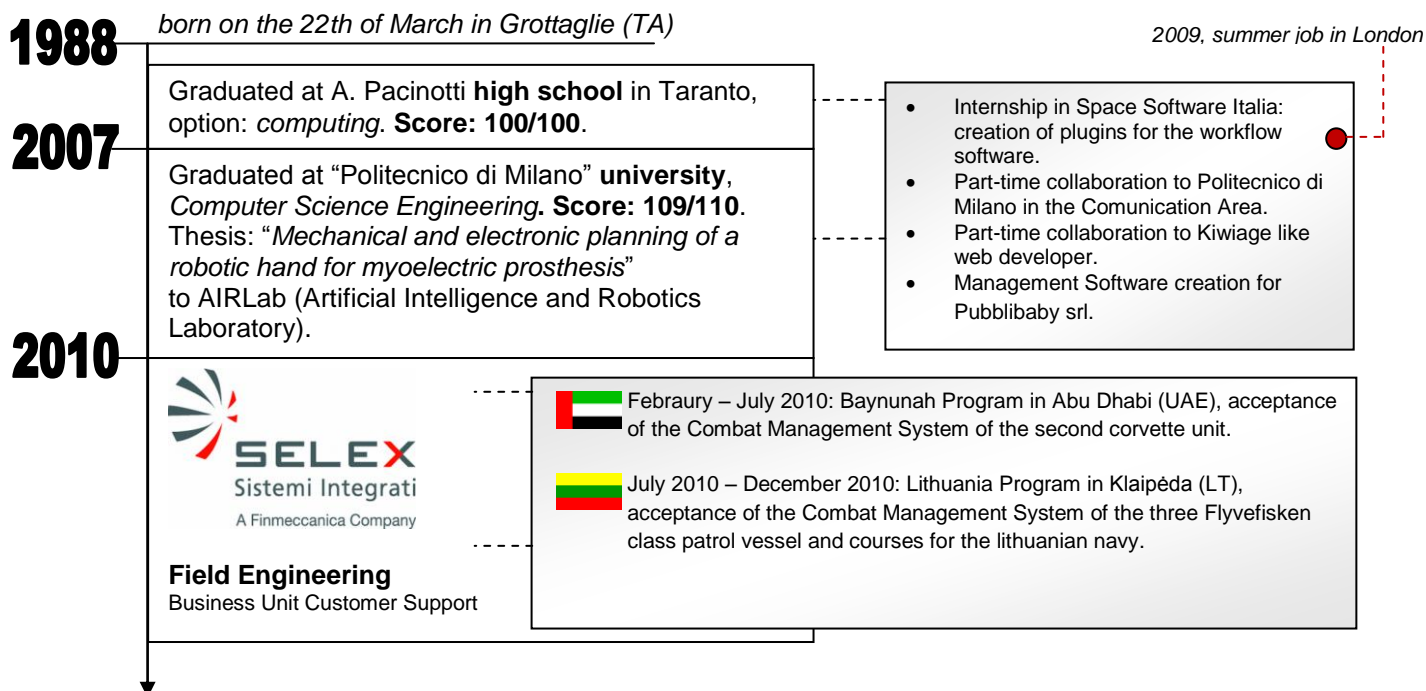 1988
born on the 22th of March in Grottaglie (TA)
2009, summer job in London
Graduated at A. Pacinotti high school in Taranto,
option: computing. Score: 100/100.
2007
Graduated at “Politecnico di Milano” university,
Computer Science Engineering. Score: 109/110.
Thesis: “Mechanical and electronic planning of a
robotic hand for myoelectric prosthesis”
to AIRLab (Artificial Intelligence and Robotics
Laboratory).
• Internship in Space Software Italia:
creation of plugins for the workflow
software.
• Part-time collaboration to Politecnico di
Milano in the Comunication Area.
• Part-time collaboration to Kiwiage like
web developer.
• Management Software creation for
Pubblibaby srl.
2010
SELEX
Sistemi Integrati
A Finmeccanica Company
Field Engineering
Business Unit Customer Support
Febraury – July 2010: Baynunah Program in Abu Dhabi (UAE), acceptance
of the Combat Management System of the second corvette unit.
July 2010 – December 2010: Lithuania Program in Klaipėda (LT),
acceptance of the Combat Management System of the three Flyvefisken
class patrol vessel and courses for the lithuanian navy.